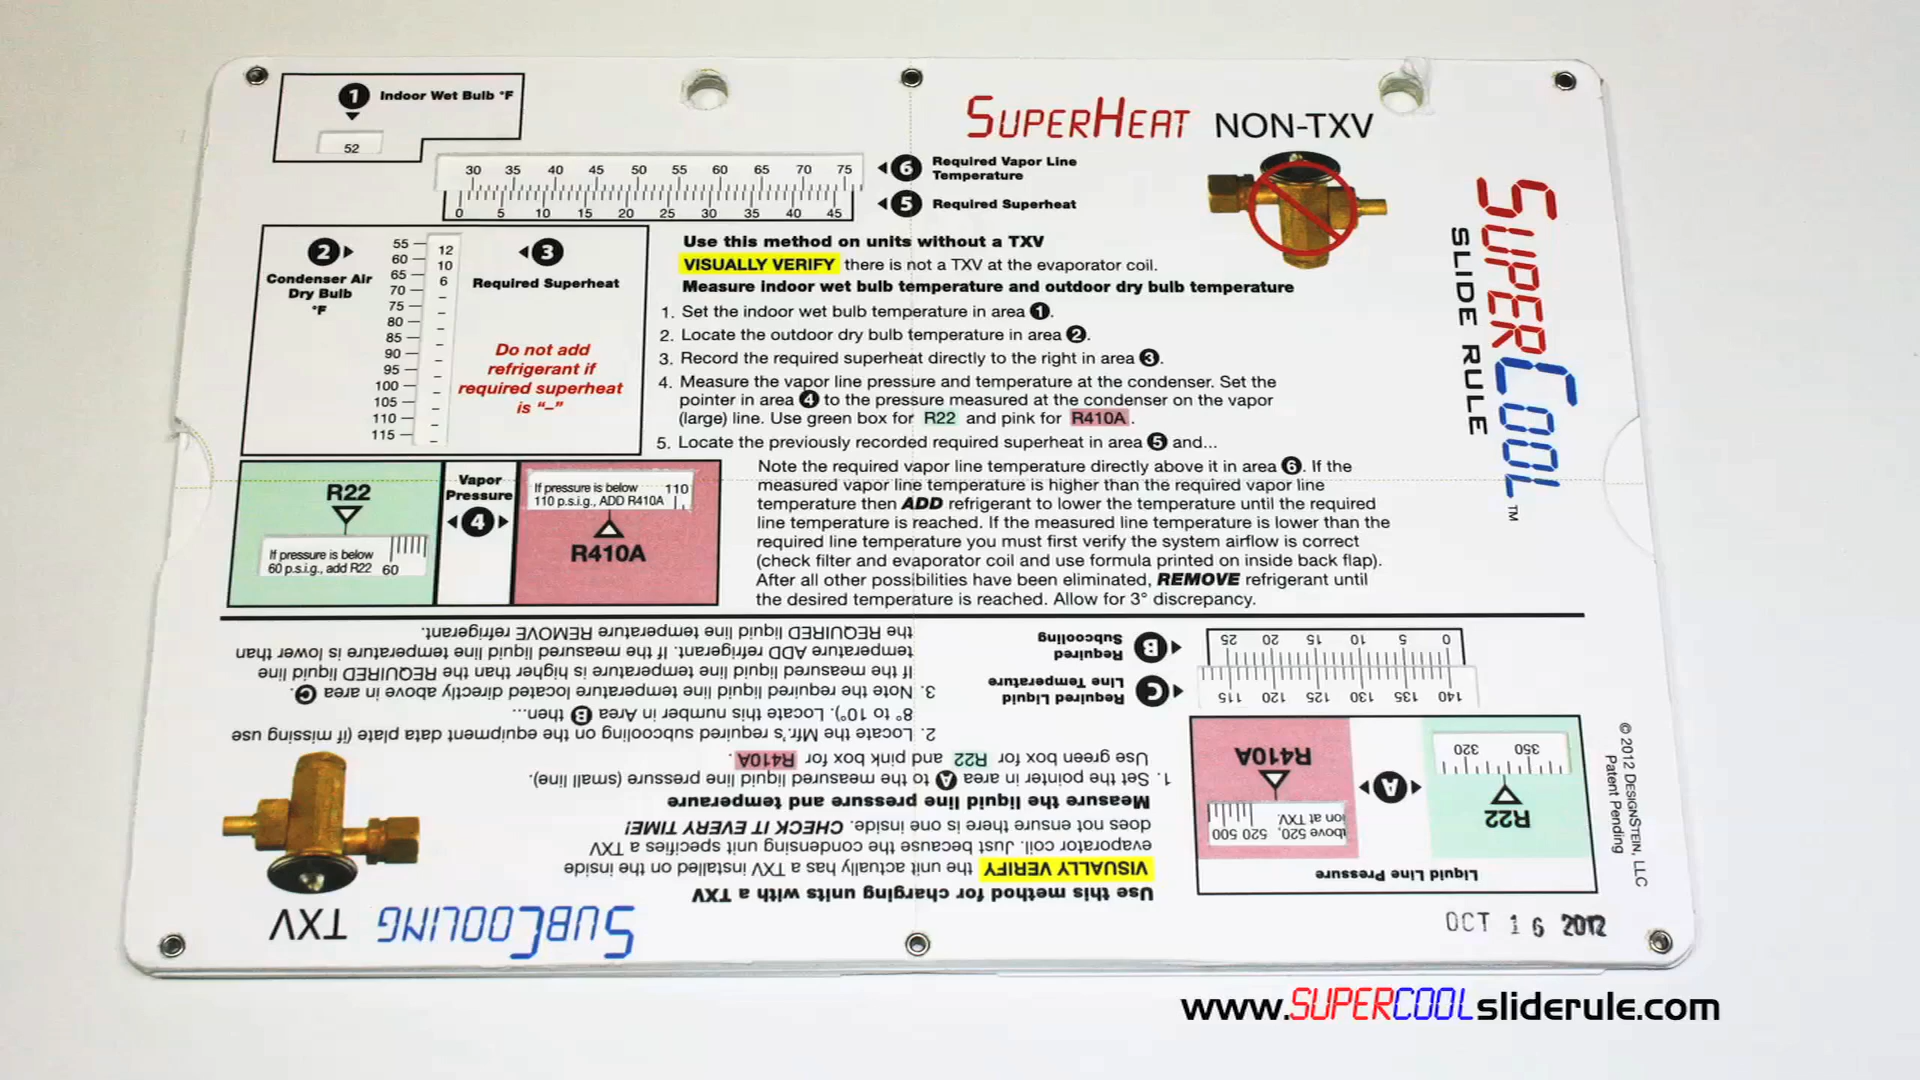 1 Indoor Wet Bulb °F
52
SUPERHEAT NON-TXV
30 35 40 45 50 55 60 65 70 75
6 Required Vapor Line
Temperature
0 5 10 15 20 25 30 35 40 45
5 Required Superheat
SUPERCOOL™
SLIDE RULE
2 Condenser Air
Dry Bulb
°F
3 Required Superheat
55 12
60 10
65 6
70 –
75 –
80 –
85 –
90 –
95 –
100 –
105 –
110 –
115 –
Do not add
refrigerant if
required superheat
is “–”
Use this method on units without a TXV
VISUALLY VERIFY there is not a TXV at the evaporator coil.
Measure indoor wet bulb temperature and outdoor dry bulb temperature
1. Set the indoor wet bulb temperature in area 1.
2. Locate the outdoor dry bulb temperature in area 2.
3. Record the required superheat directly to the right in area 3.
4. Measure the vapor line pressure and temperature at the condenser. Set the
pointer in area 4 to the pressure measured at the condenser on the vapor
(large) line. Use green box for R22 and pink for R410A.
5. Locate the previously recorded required superheat in area 5 and...
Note the required vapor line temperature directly above it in area 6. If the
measured vapor line temperature is higher than the required vapor line
temperature then ADD refrigerant to lower the temperature until the required
line temperature is reached. If the measured line temperature is lower than the
required line temperature you must first verify the system airflow is correct
(check filter and evaporator coil and use formula printed on inside back flap).
After all other possibilities have been eliminated, REMOVE refrigerant until
the desired temperature is reached. Allow for 3° discrepancy.
R22
If pressure is below
60 p.s.i.g., add R22 60
Vapor
Pressure
4
If pressure is below 110
110 p.s.i.g., ADD R410A
R410A
SUBCOOLING TXV
Use this method for charging units with a TXV
VISUALLY VERIFY the unit actually has a TXV installed on the inside
evaporator coil. Just because the condensing unit specifies a TXV
does not ensure there is one inside. CHECK IT EVERY TIME!
Measure the liquid line pressure and temperaure
1. Set the pointer in area A to the measured liquid line pressure (small line).
Use green box for R22 and pink box for R410A.
2. Locate the Mfr.’s required subcooling on the equipment data plate (if missing use
8° to 10°). Locate this number in Area B then...
3. Note the required liquid line temperature located directly above in area C.
If the measured liquid line temperature is higher than the REQUIRED liquid line
temperature ADD refrigerant. If the measured liquid line temperature is lower than
the REQUIRED liquid line temperature REMOVE refrigerant.
Liquid Line Pressure
R22
350 320
A
above 520, 520 500
ion at TXV.
R410A
140 135 130 125 120 115
C Required Liquid
Line Temperature
0 5 10 15 20 25
B Required
Subcooling
© 2012 DESIGNSTEIN, LLC
Patent Pending
OCT 16 2012
www.SUPERCOOLsliderule.com